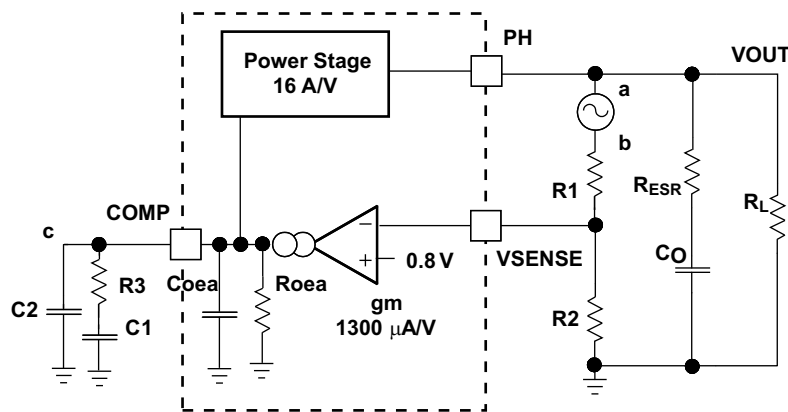 Power Stage
16 A/V
PH
VOUT
a
b
R1
RESR
RL
COMP
c
0.8 V
VSENSE
CO
R3
Coea
Roea
C2
C1
gm
1300 μA/V
R2
−
+